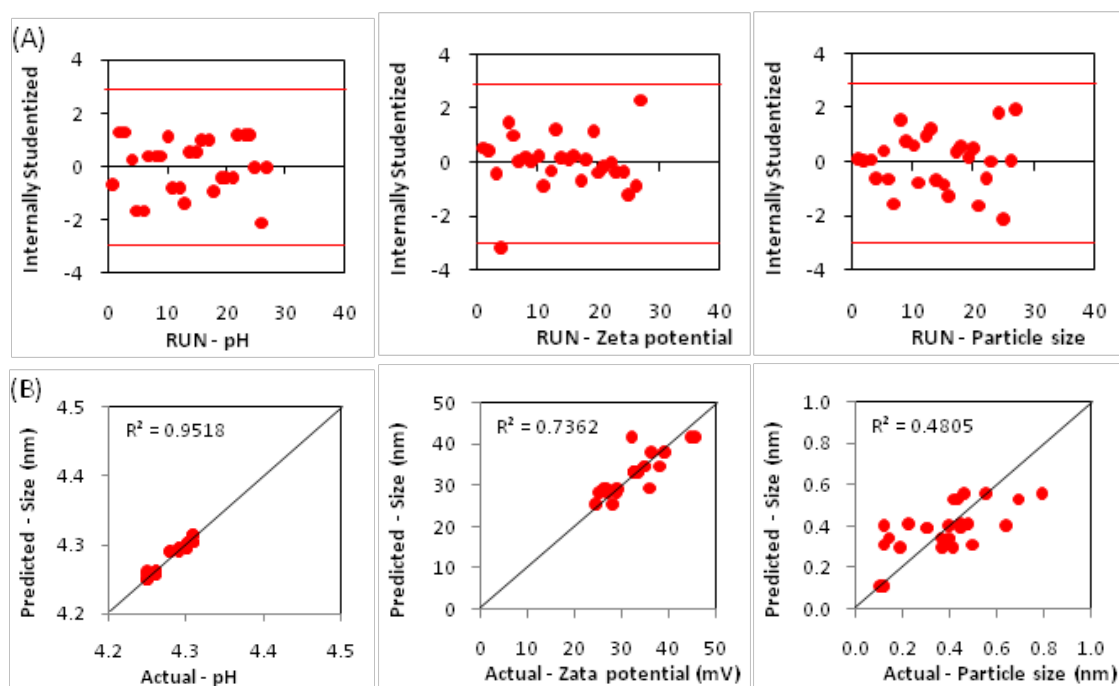 (A)
Internally Studentized
4
2
0
-2
-4
0 10 20 30 40
RUN - pH
Internally Studentized
4
2
0
-2
-4
0 10 20 30 40
RUN - Zeta potential
Internally Studentized
4
2
0
-2
-4
0 10 20 30 40
RUN - Particle size
(B)
Predicted - Size (nm)
4.5
4.4
4.3
4.2
R² = 0.9518
4.2 4.3 4.4 4.5
Actual - pH
Predicted - Size (nm)
50
40
30
20
10
0
R² = 0.7362
0 10 20 30 40 50
Actual - Zata potential (mV)
Predicted - Size (nm)
1.0
0.8
0.6
0.4
0.2
0.0
R² = 0.4805
0.0 0.2 0.4 0.6 0.8 1.0
Actual - Particle size (nm)